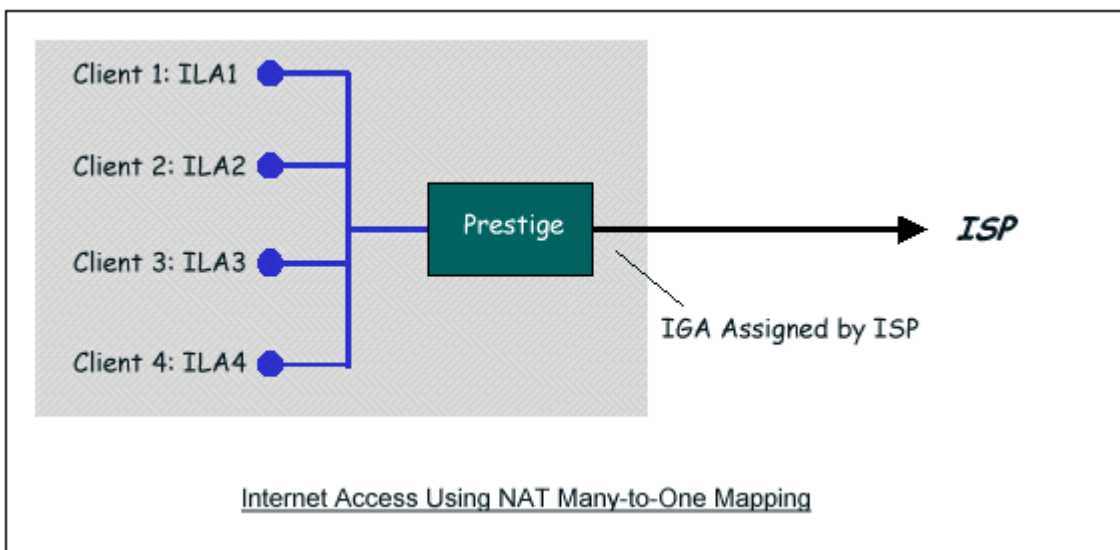 Client 1: ILA1
Client 2: ILA2
Client 3: ILA3
Client 4: ILA4
Prestige
ISP
IGA Assigned by ISP
Internet Access Using NAT Many-to-One Mapping